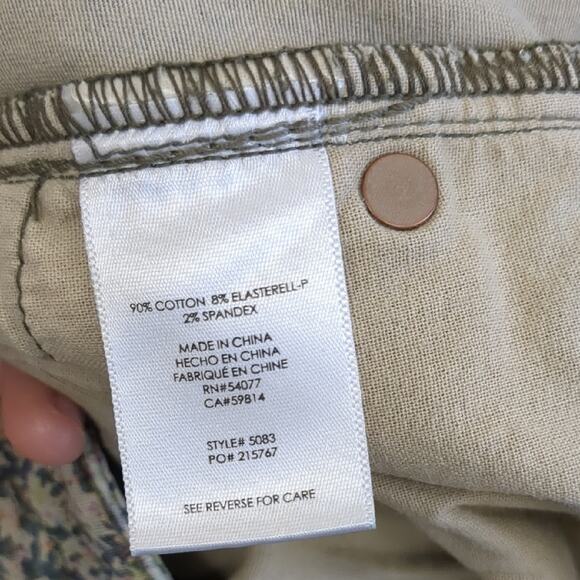 90% COTTON 8% ELASTERELL-P
2% SPANDEX
MADE IN CHINA
HECHO EN CHINA
FABRIQUÉ EN CHINE
RN#54077
CA#59814
STYLE# 5083
PO# 215767
SEE REVERSE FOR CARE